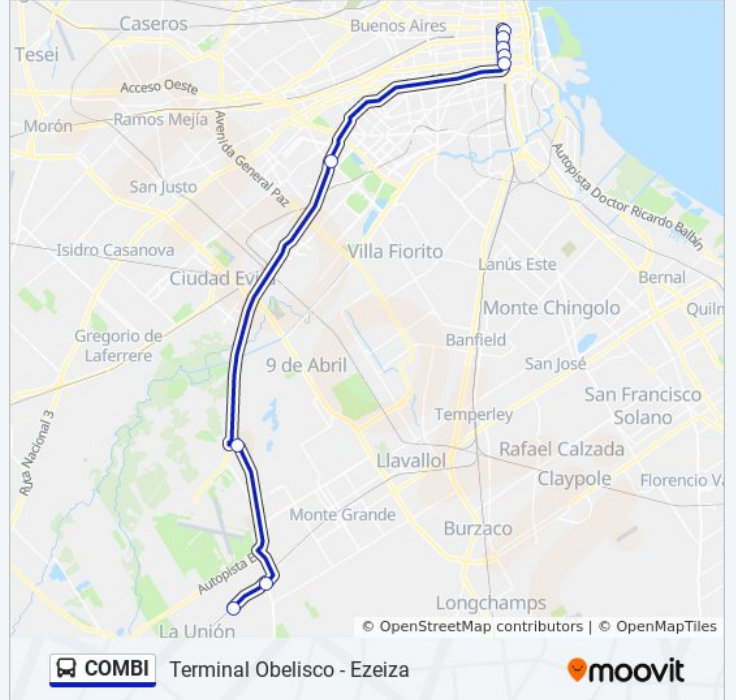 Caseros
Buenos Aires
Tesei
Acceso Oeste
Morón
Ramos Mejía
Avenida General Paz
Autopista Doctor Ricardo Balbín
San Justo
Isidro Casanova
Villa Fiorito
Lanús Este
Ciudad Evi
Bernal
Monte Chingolo
Quiln
Gregorio de
Laferrere
Banfield
9 de Abril
San José
San Francisco
Solano
Ruta Nacional 3
Temperley
Rafael Calzada
Llavallol
Claypole
Florencio Va
Monte Grande
Burzaco
Autopista E
Longchamps
La Unión
© OpenStreetMap contributors | © OpenMapTiles
COMBI Terminal Obelisco - Ezeiza
moovit